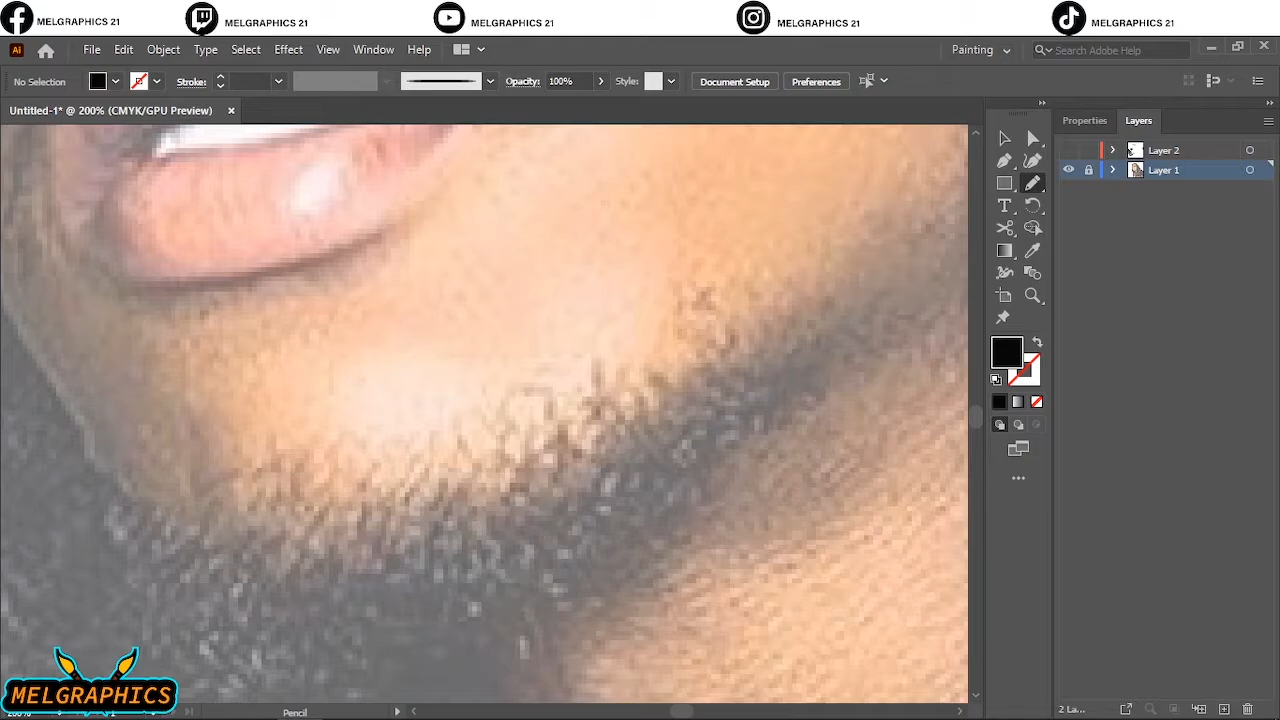 MELGRAPHICS 21 MELGRAPHICS 21 MELGRAPHICS 21 MELGRAPHICS 21 MELGRAPHICS 21
Ai File Edit Object Type Select Effect View Window Help Painting Search Adobe Help
No Selection Stroke: Opacity: 100% Style: Document Setup Preferences
Untitled-1* @ 200% (CMYK/GPU Preview) ×
Properties Layers
Layer 2
Layer 1
MELGRAPHICS
2 La...
Pencil